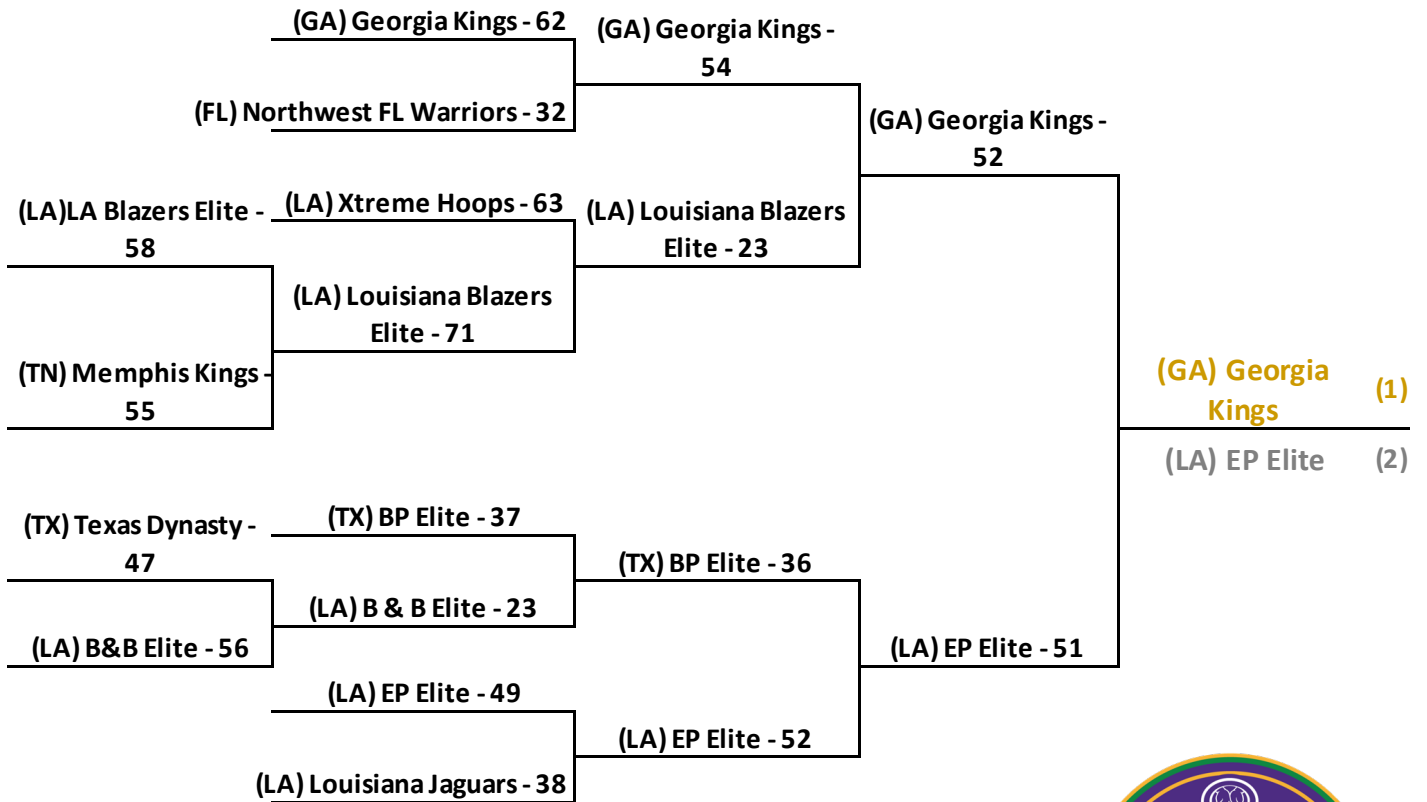 (GA) Georgia Kings - 62
(GA) Georgia Kings -
54
(FL) Northwest FL Warriors - 32
(GA) Georgia Kings -
52
(LA)LA Blazers Elite -
58
(LA) Xtreme Hoops - 63
(LA) Louisiana Blazers
Elite - 23
(LA) Louisiana Blazers
Elite - 71
(TN) Memphis Kings -
55
(GA) Georgia
Kings
(1)
(LA) EP Elite
(2)
(TX) Texas Dynasty -
47
(TX) BP Elite - 37
(TX) BP Elite - 36
(LA) B & B Elite - 23
(LA) B&B Elite - 56
(LA) EP Elite - 51
(LA) EP Elite - 49
(LA) EP Elite - 52
(LA) Louisiana Jaguars - 38